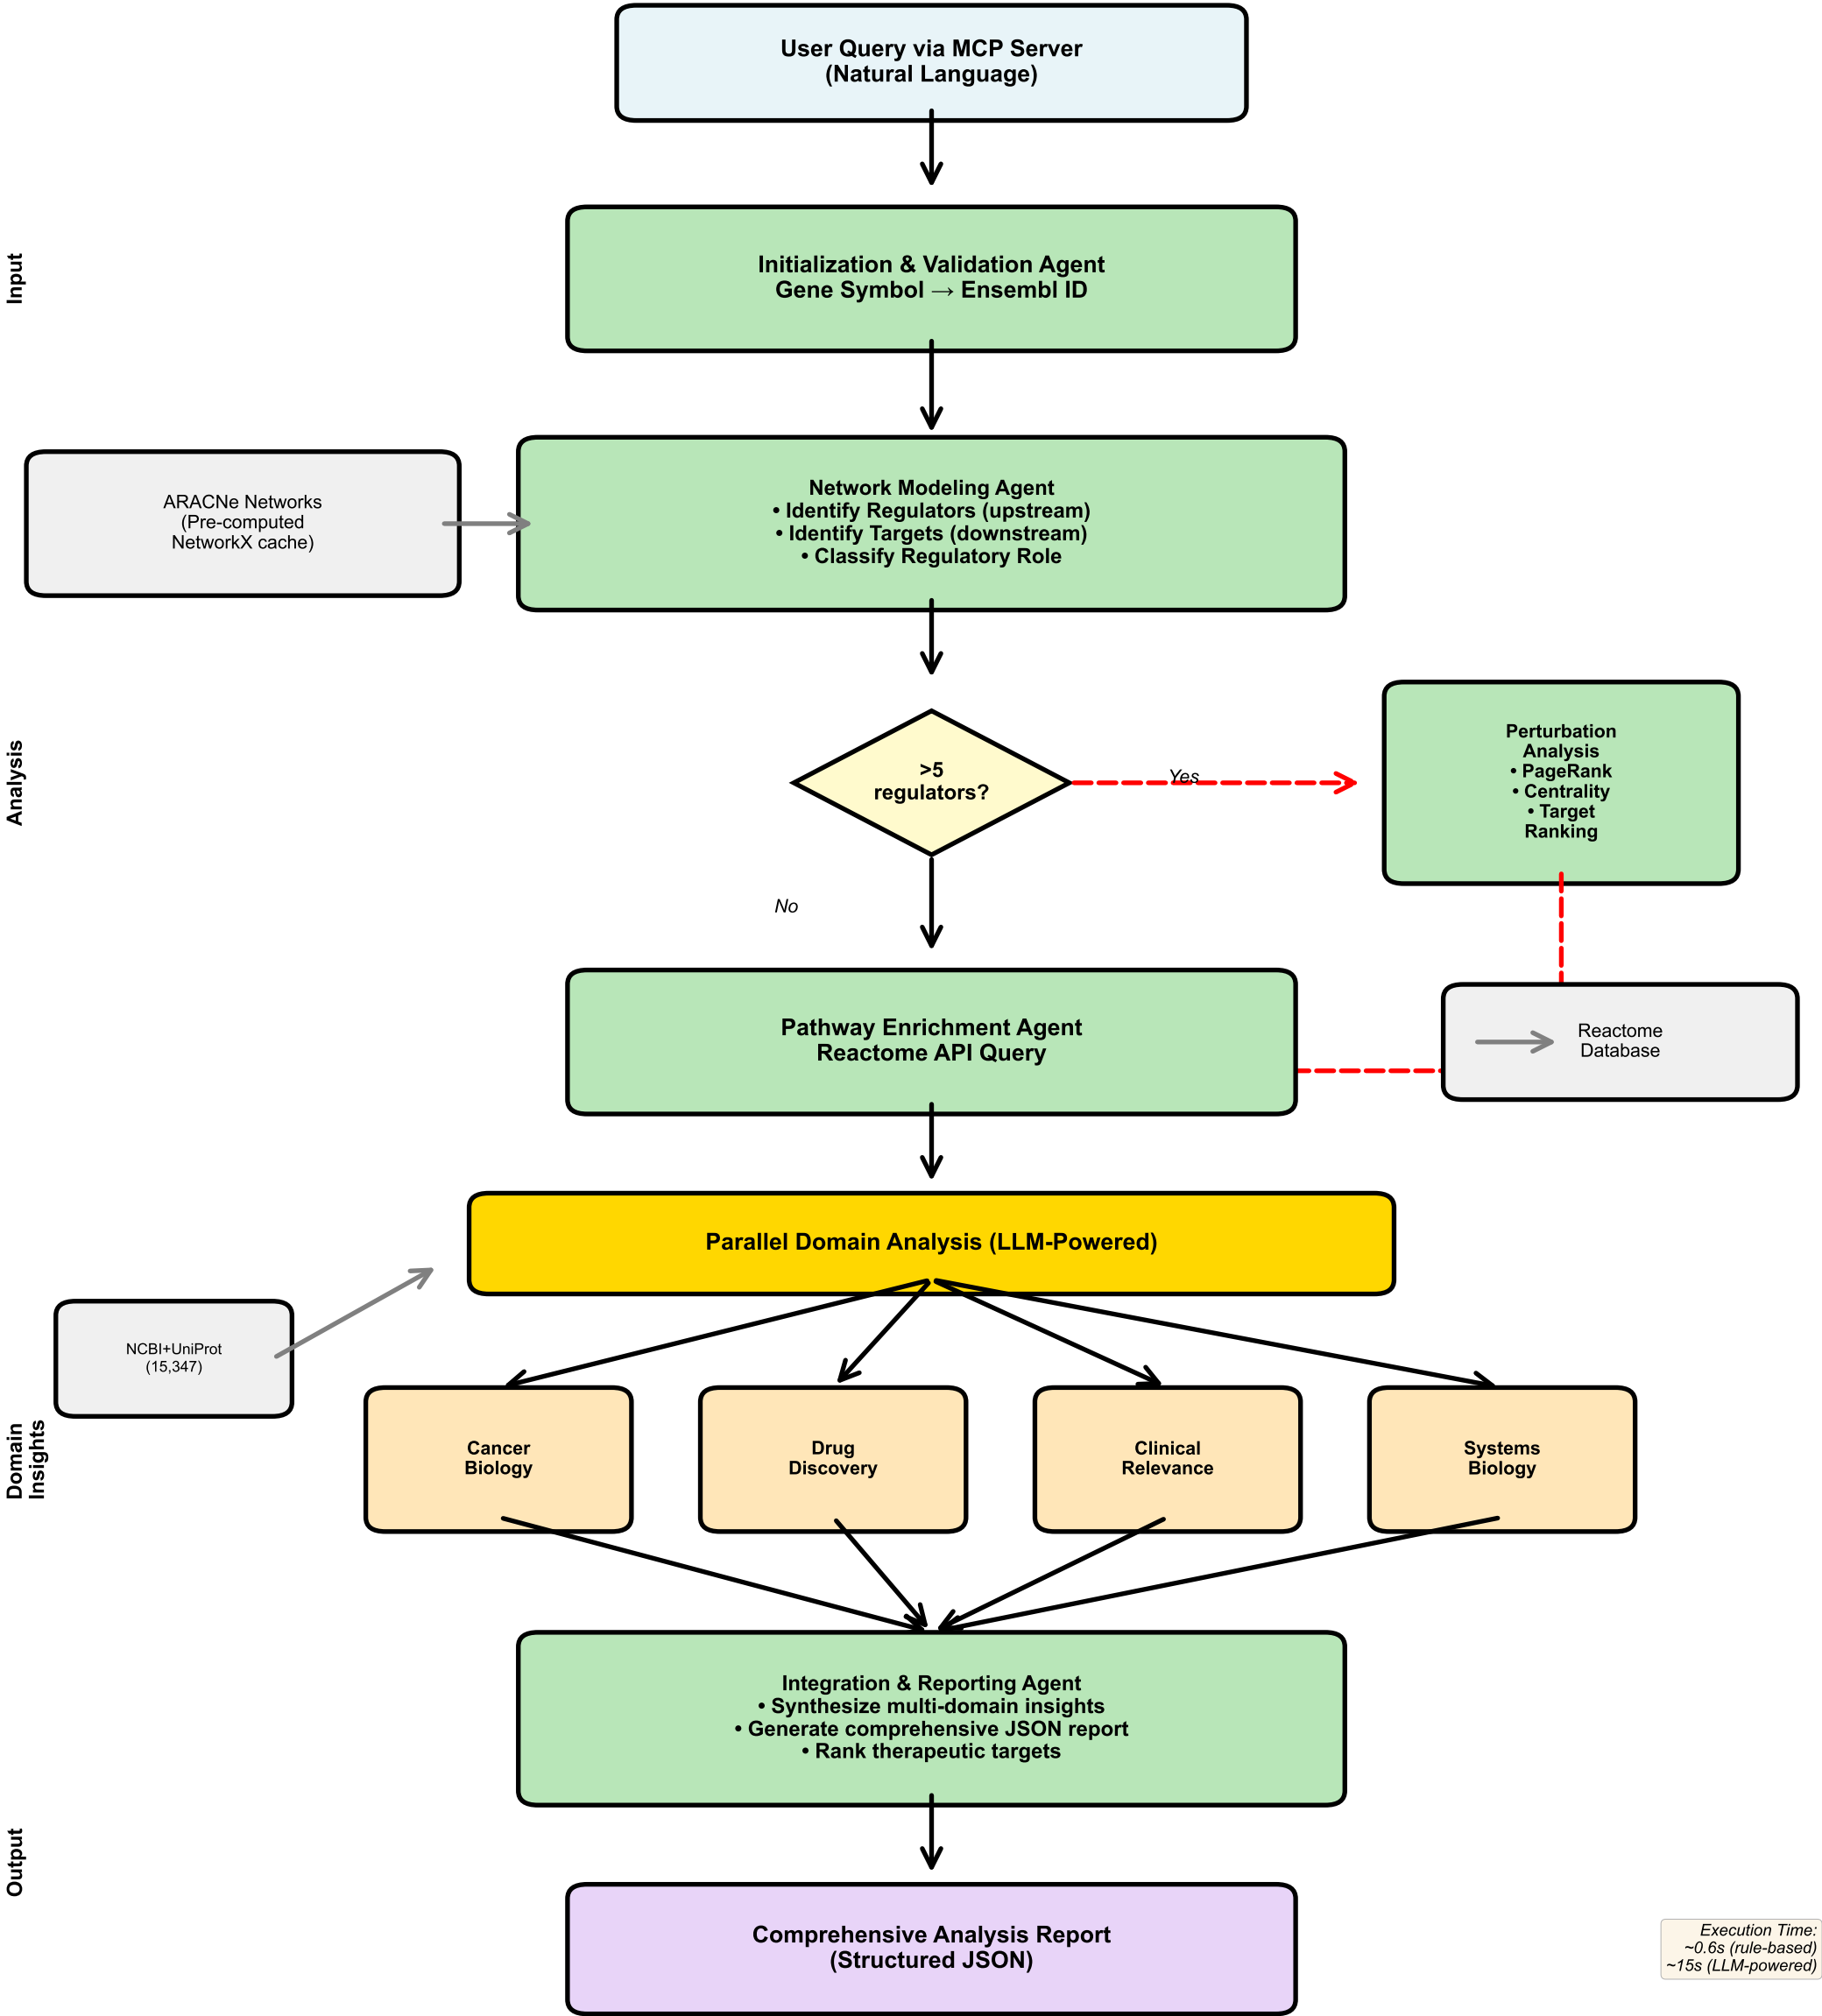 User Query via MCP Server
(Natural Language)
Input
Initialization & Validation Agent
Gene Symbol → Ensembl ID
ARACNe Networks
(Pre-computed
NetworkX cache)
Network Modeling Agent
• Identify Regulators (upstream)
• Identify Targets (downstream)
• Classify Regulatory Role
Analysis
>5
regulators?
Yes
Perturbation
Analysis
• PageRank
• Centrality
• Target
Ranking
No
Pathway Enrichment Agent
Reactome API Query
Reactome
Database
Parallel Domain Analysis (LLM-Powered)
NCBI+UniProt
(15,347)
Domain
Insights
Cancer
Biology
Drug
Discovery
Clinical
Relevance
Systems
Biology
Integration & Reporting Agent
• Synthesize multi-domain insights
• Generate comprehensive JSON report
• Rank therapeutic targets
Output
Comprehensive Analysis Report
(Structured JSON)
Execution Time:
~0.6s (rule-based)
~15s (LLM-powered)